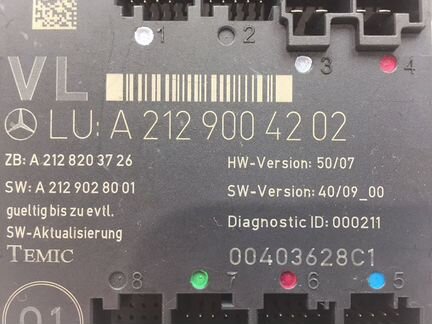 1 2 3 4
VL
LU: A 212 900 42 02
ZB: A 212 820 37 26
HW-Version: 50/07
SW: A 212 902 80 01
SW-Version: 40/09_00
gueltig bis zu evtl.
SW-Aktualisierung
Diagnostic ID: 000211
TEMIC
00403628C1
8 7 6 5
01